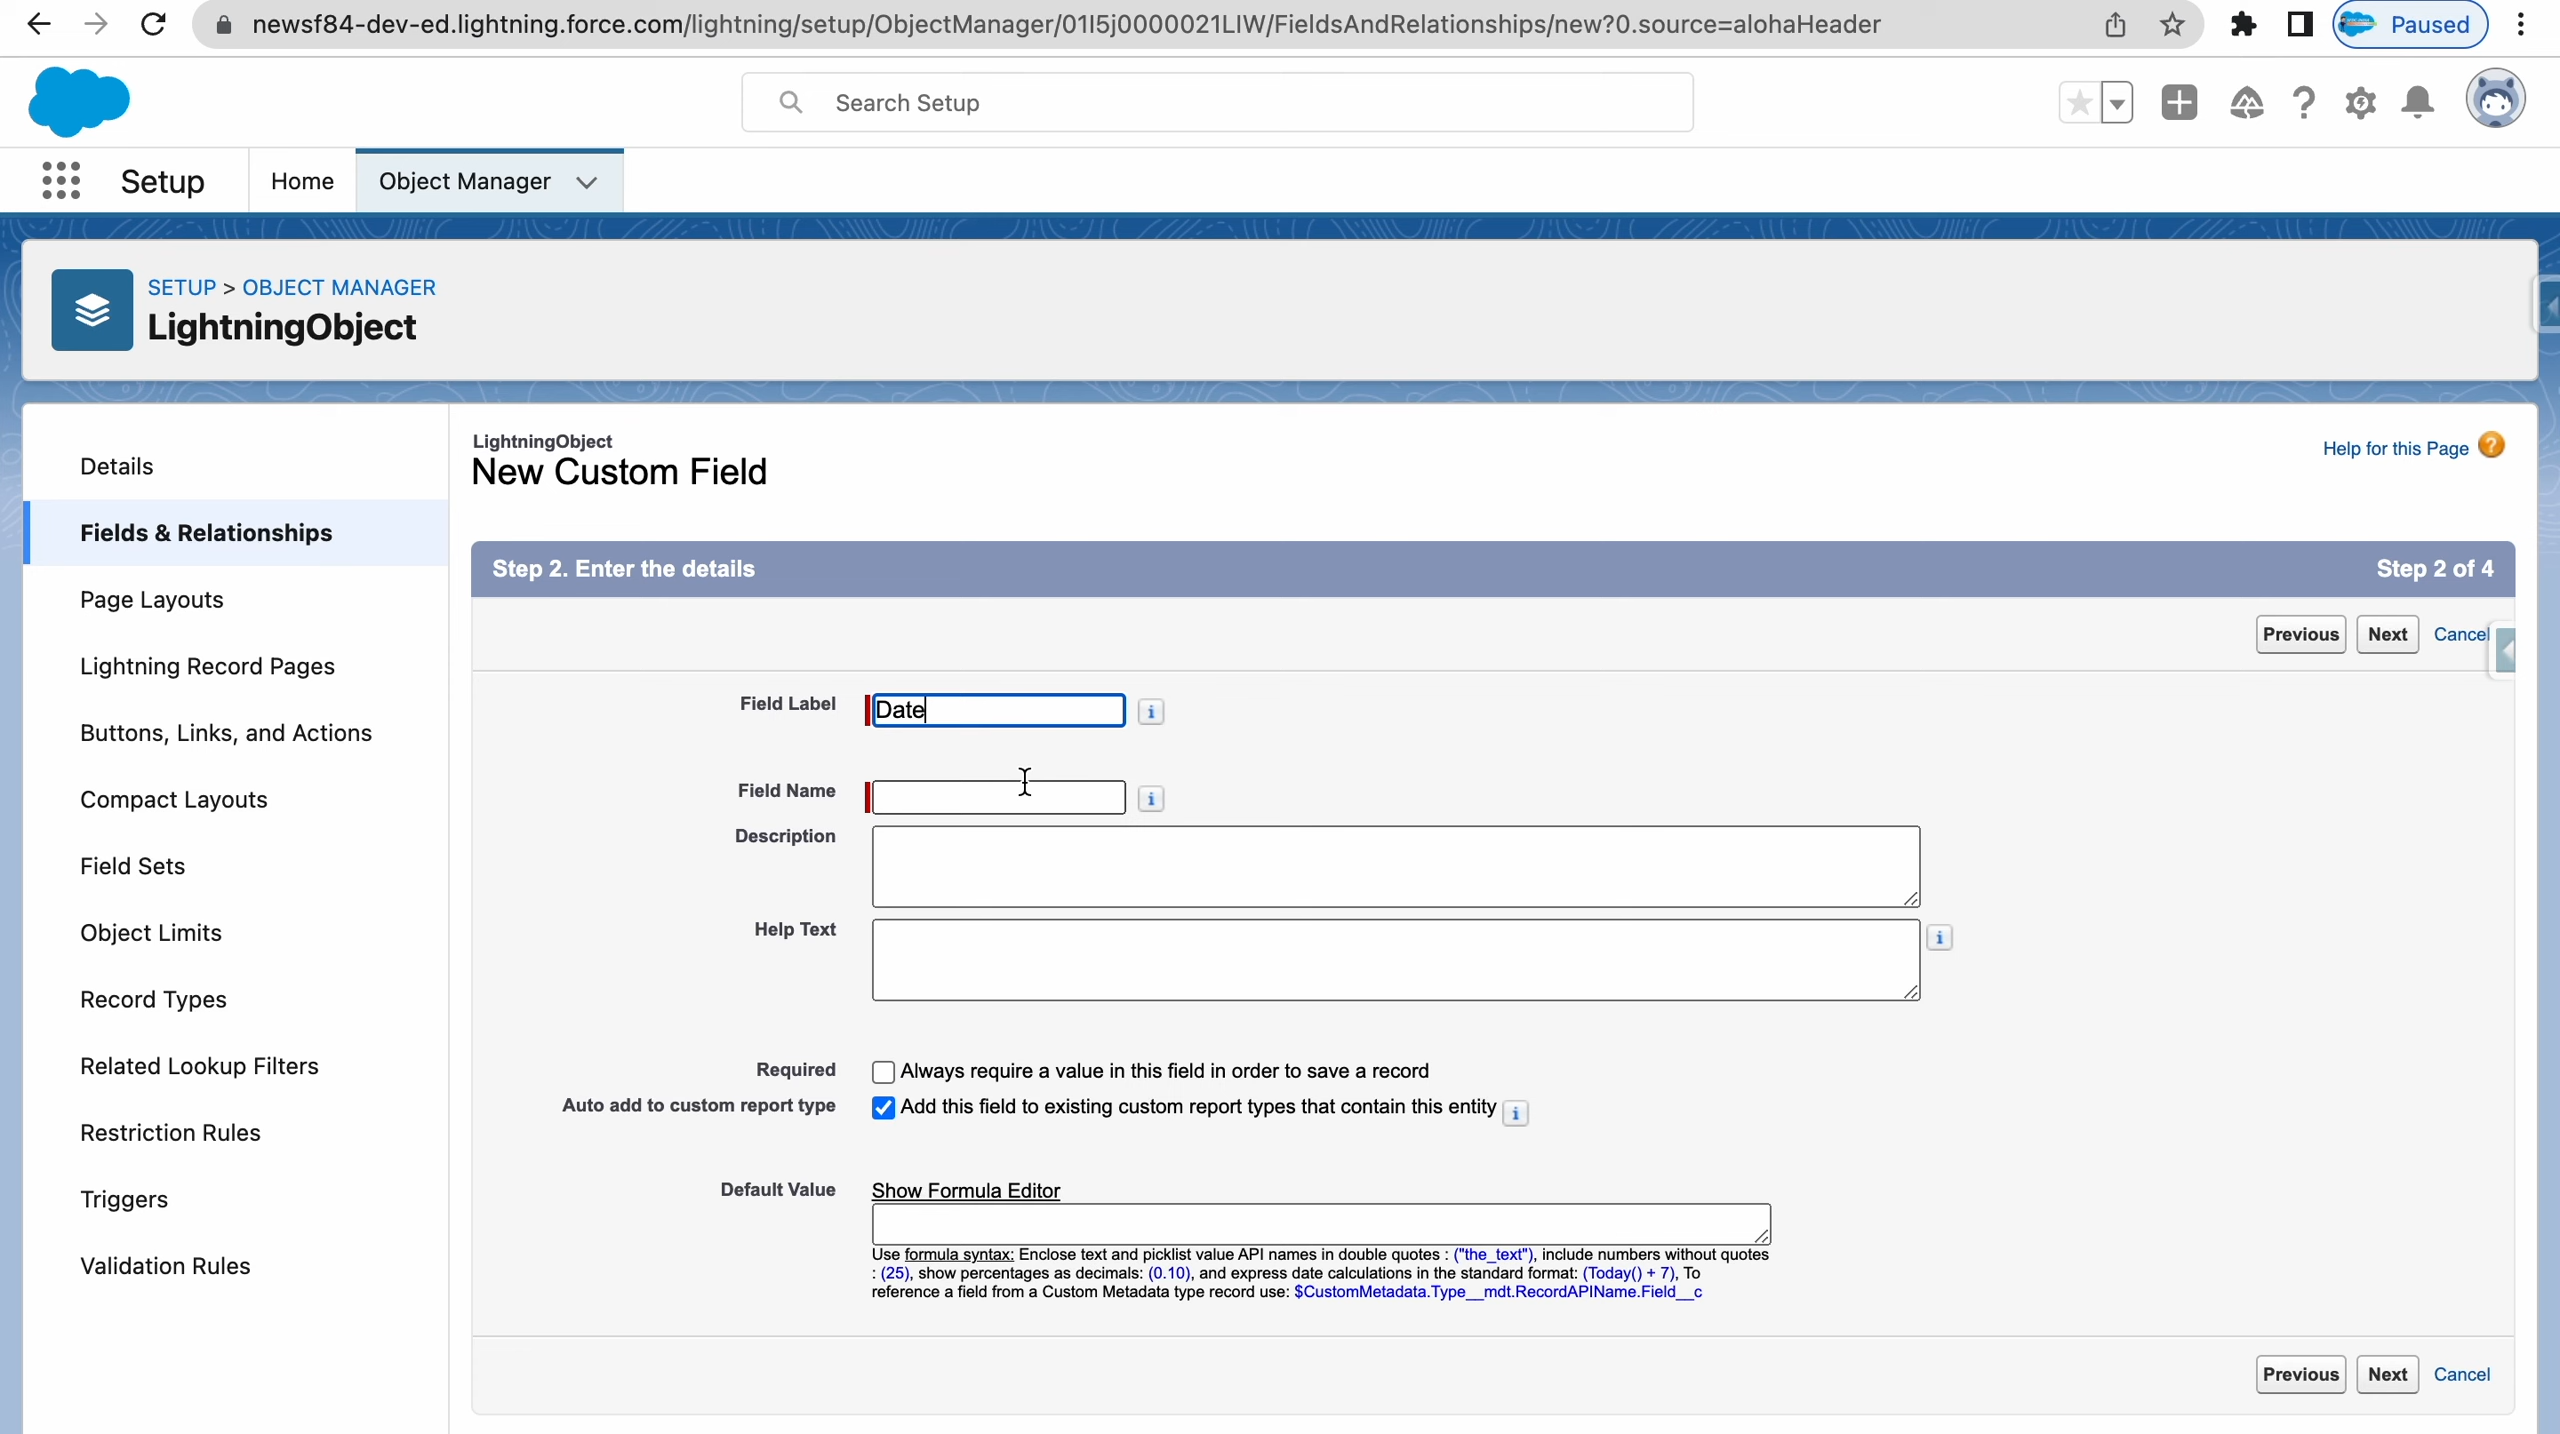 newsf84-dev-ed.lightning.force.com/lightning/setup/ObjectManager/01I5j0000021LIW/FieldsAndRelationships/new?0.source=alohaHeader
Paused
Search Setup
Setup
Home
Object Manager
SETUP > OBJECT MANAGER
LightningObject
Details
Fields & Relationships
Page Layouts
Lightning Record Pages
Buttons, Links, and Actions
Compact Layouts
Field Sets
Object Limits
Record Types
Related Lookup Filters
Restriction Rules
Triggers
Validation Rules
LightningObject
New Custom Field
Help for this Page
Step 2. Enter the details
Step 2 of 4
Previous
Next
Cancel
Field Label
Date
Field Name
Description
Help Text
Required
Always require a value in this field in order to save a record
Auto add to custom report type
Add this field to existing custom report types that contain this entity
Default Value
Show Formula Editor
Use formula syntax: Enclose text and picklist value API names in double quotes : ("the_text"), include numbers without quotes
: (25), show percentages as decimals: (0.10), and express date calculations in the standard format: (Today() + 7), To
reference a field from a Custom Metadata type record use: $CustomMetadata.Type__mdt.RecordAPIName.Field__c
Previous
Next
Cancel